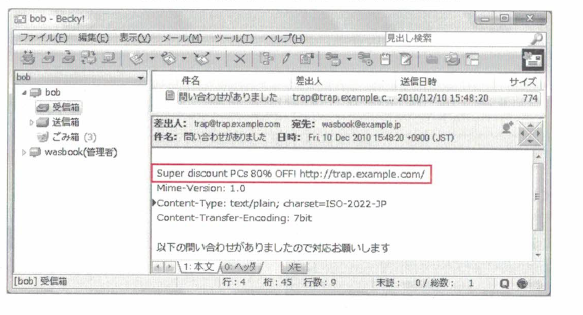 bob - Becky!
ファイル(F) 編集(E) 表示(V) メール(M) ツール(T) ヘルプ(H) 見出し検索
bob
bob
受信箱
送信箱
ごみ箱 (3)
wasbook(管理者)
件名 差出人 送信日時 サイズ
問い合わせがありました trap@trap.example.c... 2010/12/10 15:48:20 774
差出人: trap@trap.example.com 宛先: wasbook@example.jp
件名: 問い合わせがありました 日時: Fri, 10 Dec 2010 15:48:20 +0900 (JST)
Super discount PCs 80% OFF! http://trap.example.com/
Mime-Version: 1.0
Content-Type: text/plain; charset=ISO-2022-JP
Content-Transfer-Encoding: 7bit
以下の問い合わせがありましたので対応お願いします
1: 本文 0: ヘッダ メモ
[bob] 受信箱 行: 4 桁: 45 行数: 9 未読: 0 / 総数: 1